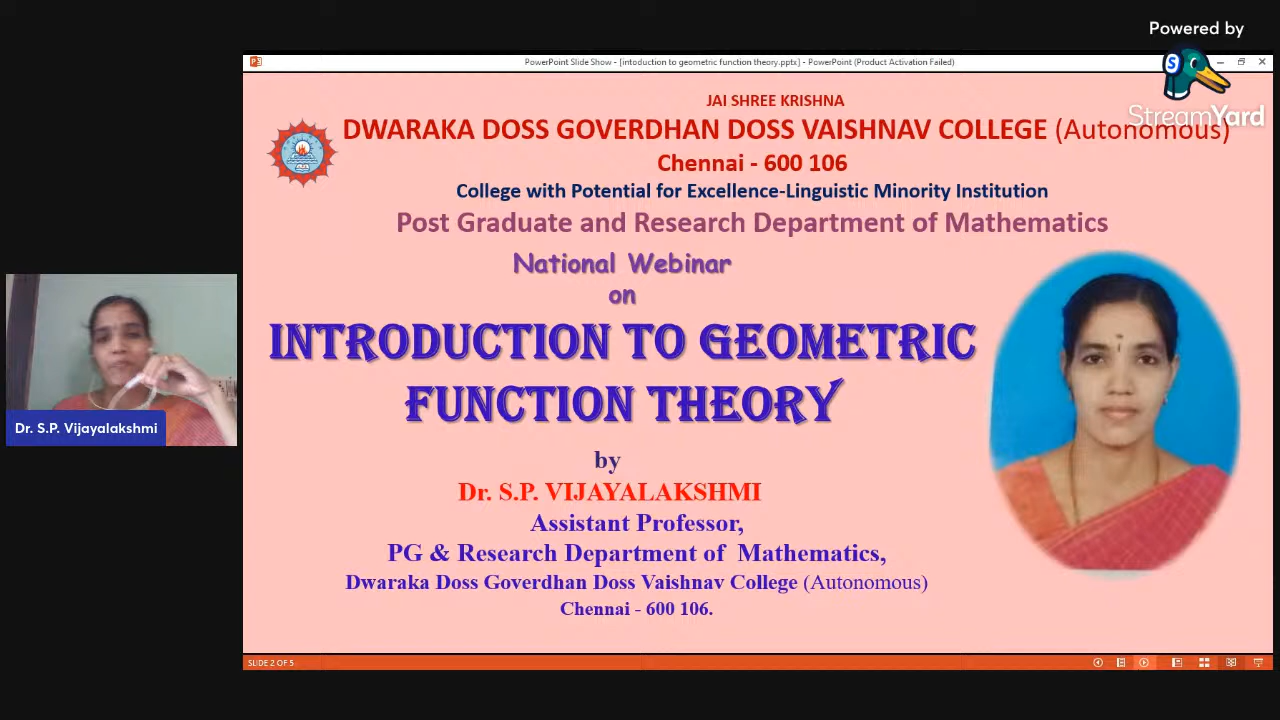 Powered by
StreamYard
PowerPoint Slide Show - [intoduction to geometric function theory.pptx] - PowerPoint (Product Activation Failed)
JAI SHREE KRISHNA
DWARAKA DOSS GOVERDHAN DOSS VAISHNAV COLLEGE (Autonomous)
Chennai - 600 106
College with Potential for Excellence-Linguistic Minority Institution
Post Graduate and Research Department of Mathematics
National Webinar
on
INTRODUCTION TO GEOMETRIC
FUNCTION THEORY
by
Dr. S.P. VIJAYALAKSHMI
Assistant Professor,
PG & Research Department of Mathematics,
Dwaraka Doss Goverdhan Doss Vaishnav College (Autonomous)
Chennai - 600 106.
Dr. S.P. Vijayalakshmi
SLIDE 2 OF 5